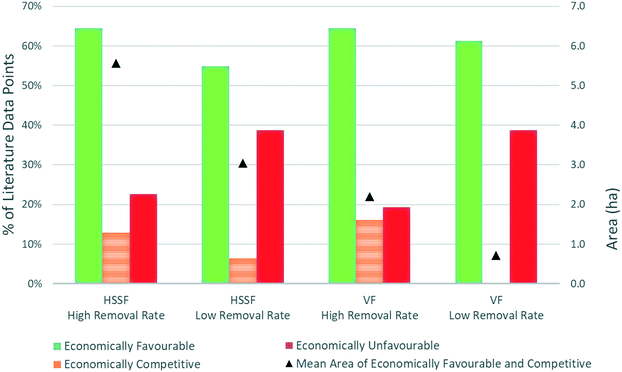 70%
60%
50%
40%
30%
20%
10%
0%
% of Literature Data Points
7.0
6.0
5.0
4.0
3.0
2.0
1.0
0.0
Area (ha)
HSSF
High Removal Rate
HSSF
Low Removal Rate
VF
High Removal Rate
VF
Low Removal Rate
Economically Favourable
Economically Unfavourable
Economically Competitive
Mean Area of Economically Favourable and Competitive